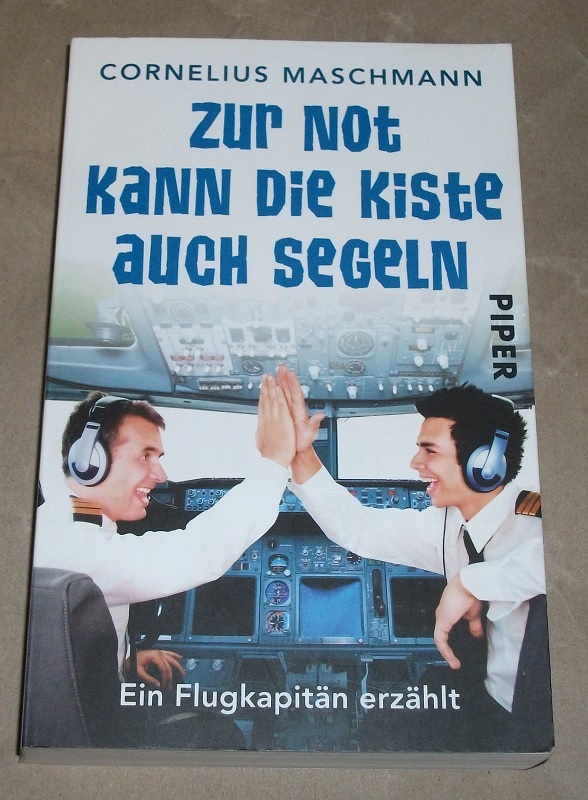 CORNELIUS MASCHMANN
ZUR NOT
KANN DIE KISTE
AUCH SEGELN
PIPER
Ein Flugkapitän erzählt